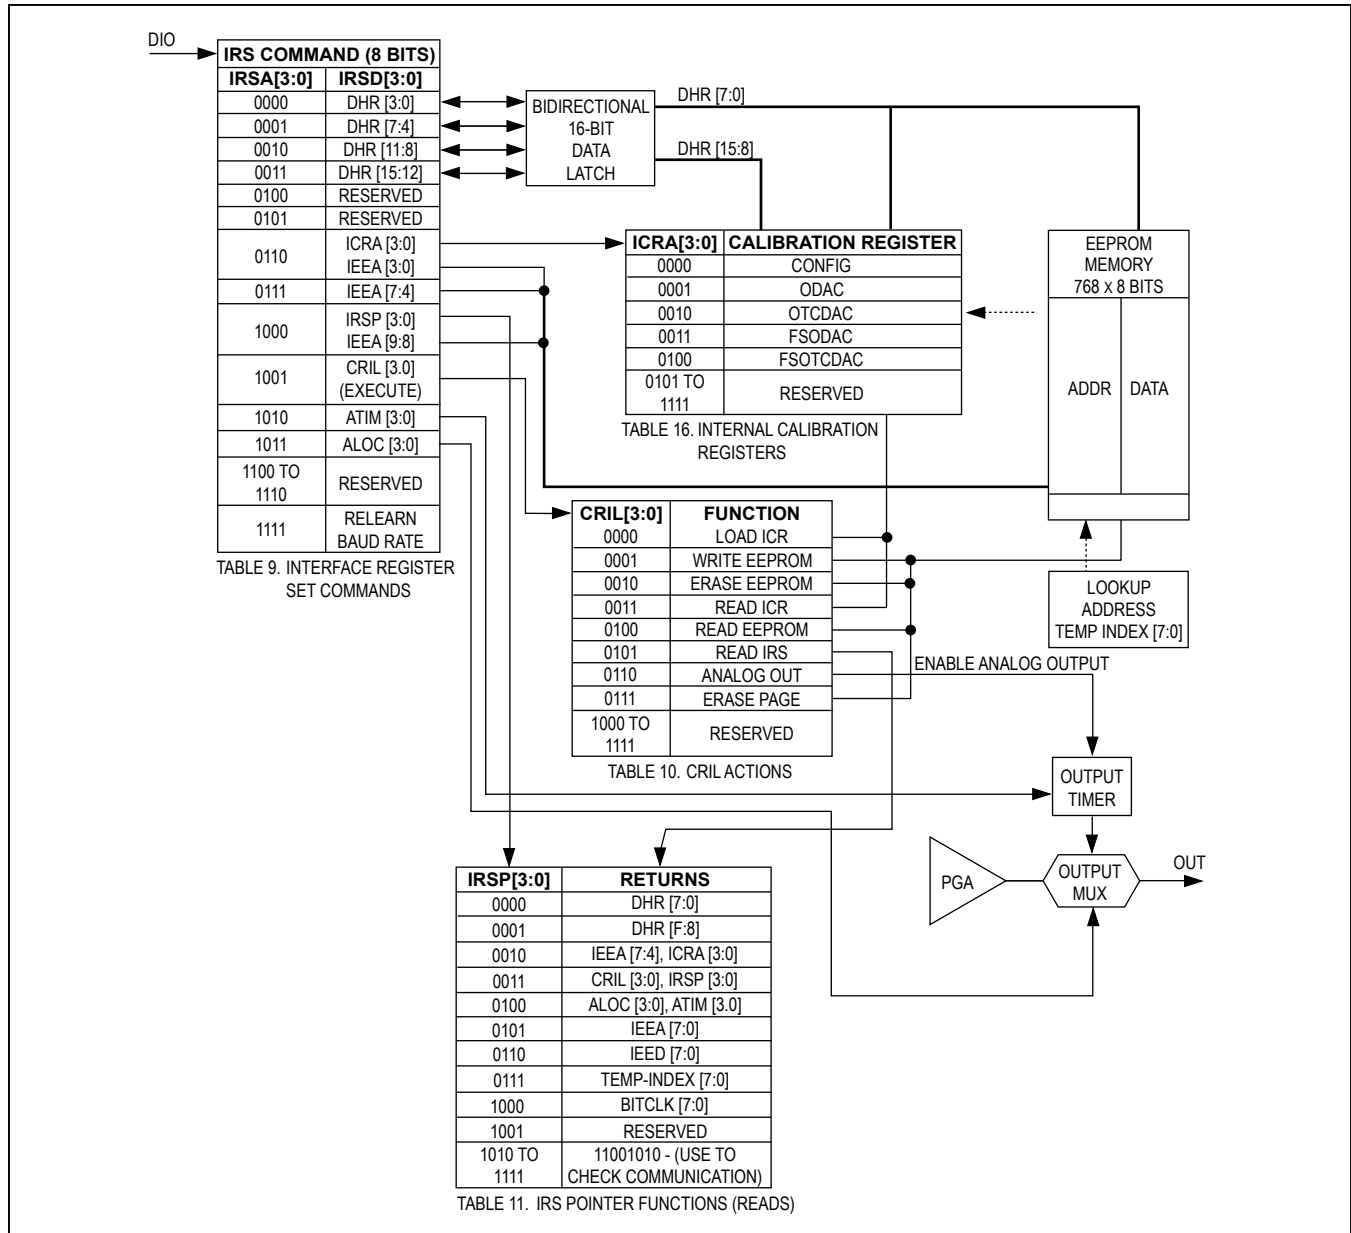 DIO
IRS COMMAND (8 BITS)
IRSA[3:0] IRSD[3:0]
0000 DHR [3:0]
0001 DHR [7:4]
0010 DHR [11:8]
0011 DHR [15:12]
0100 RESERVED
0101 RESERVED
0110 ICRA [3:0]
IEEA [3:0]
0111 IEEA [7:4]
1000 IRSP [3:0]
IEEA [9:8]
1001 CRIL [3.0]
(EXECUTE)
1010 ATIM [3:0]
1011 ALOC [3:0]
1100 TO
1110 RESERVED
1111 RELEARN
BAUD RATE
TABLE 9. INTERFACE REGISTER
SET COMMANDS
BIDIRECTIONAL
16-BIT
DATA
LATCH
DHR [7:0]
DHR [15:8]
ICRA[3:0] CALIBRATION REGISTER
0000 CONFIG
0001 ODAC
0010 OTCDAC
0011 FSODAC
0100 FSOTCDAC
0101 TO
1111 RESERVED
TABLE 16. INTERNAL CALIBRATION
REGISTERS
EEPROM
MEMORY
768 x 8 BITS
ADDR DATA
LOOKUP
ADDRESS
TEMP INDEX [7:0]
CRIL[3:0] FUNCTION
0000 LOAD ICR
0001 WRITE EEPROM
0010 ERASE EEPROM
0011 READ ICR
0100 READ EEPROM
0101 READ IRS
0110 ANALOG OUT
0111 ERASE PAGE
1000 TO
1111 RESERVED
TABLE 10. CRIL ACTIONS
ENABLE ANALOG OUTPUT
OUTPUT
TIMER
PGA
OUTPUT
MUX
OUT
IRSP[3:0] RETURNS
0000 DHR [7:0]
0001 DHR [F:8]
0010 IEEA [7:4], ICRA [3:0]
0011 CRIL [3:0], IRSP [3:0]
0100 ALOC [3:0], ATIM [3.0]
0101 IEEA [7:0]
0110 IEED [7:0]
0111 TEMP-INDEX [7:0]
1000 BITCLK [7:0]
1001 RESERVED
1010 TO 11001010 - (USE TO
1111 CHECK COMMUNICATION)
TABLE 11. IRS POINTER FUNCTIONS (READS)